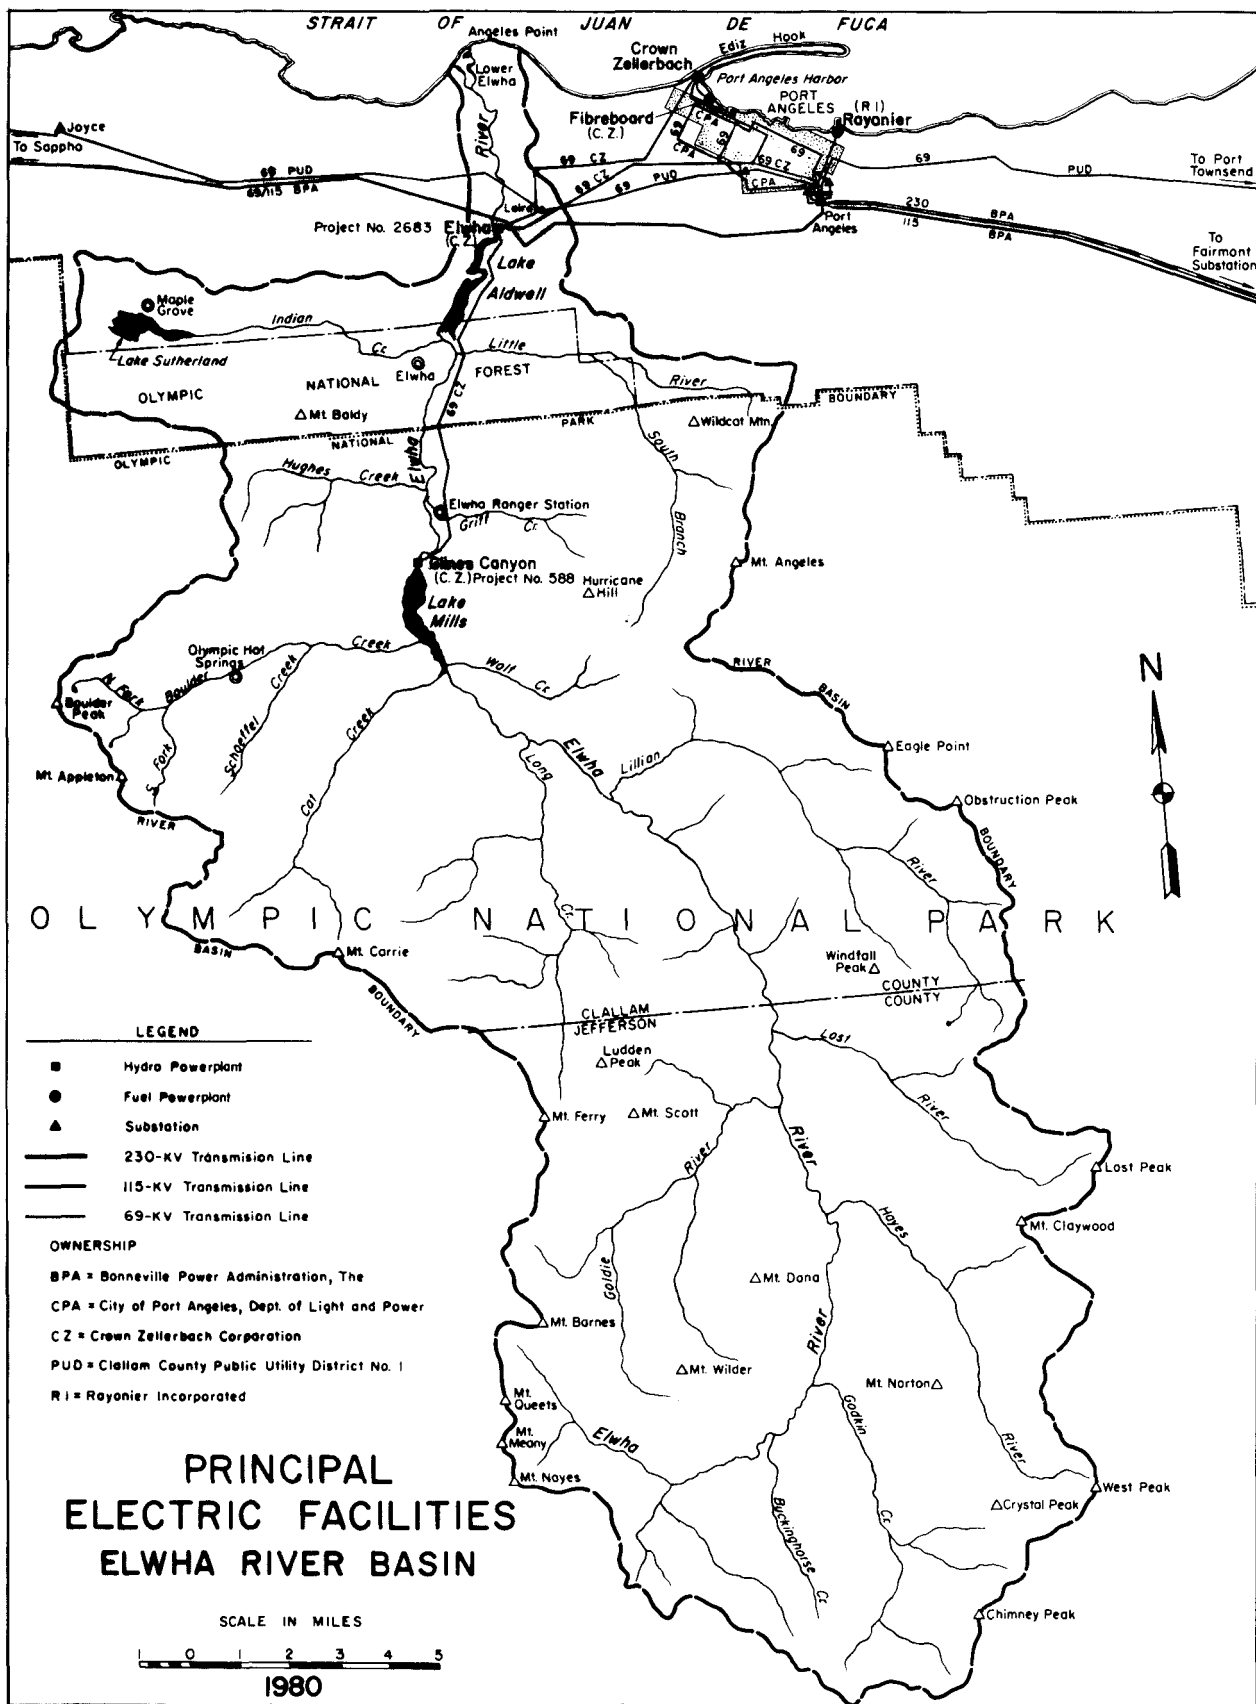 STRAIT OF JUAN DE FUCA
Angeles Point
Lower
Elwha
River
Crown
Zellerbach
Ediz Hook
Port Angeles Harbor
PORT
ANGELES
(R I)
Rayonier
Fibreboard
(C. Z.)
CPA
CPA
69
69
69 CZ
CPA
Joyce
To Sappho
69 PUD
69/115 BPA
69 CZ
69 CZ
69 PUD
69 PUD
To Port
Townsend
Port
Angeles
230 BPA
115 BPA
To
Fairmont
Substation
Project No. 2683 Elwha
(C. Z.)
Lake
Aldwell
Maple
Grove
Lake Sutherland
Indian Cr.
Elwha
Little River
OLYMPIC NATIONAL FOREST
69 CZ
Mt. Baldy
OLYMPIC NATIONAL PARK BOUNDARY
Wildcat Mtn.
South Branch
Hughes Creek
Elwha
Elwha Ranger Station
Griff Cr.
Glines Canyon
(C. Z.) Project No. 588
Hurricane
Hill
Mt. Angeles
Lake
Mills
Olympic Hot
Springs
Boulder Creek
N. Fork
S. Fork
Boulder
Peak
Schoeffel Creek
Cat Creek
Wolf Cr.
Mt. Appleton
RIVER BASIN BOUNDARY
RIVER BASIN BOUNDARY
Long Cr.
Elwha River
Lillian River
Eagle Point
Obstruction Peak
OLYMPIC NATIONAL PARK
Mt. Carrie
Windfall
Peak
CLALLAM COUNTY
JEFFERSON COUNTY
Ludden
Peak
Lost River
Mt. Ferry
Mt. Scott
River
Goldie
Lost Peak
Mt. Claywood
Hayes River
Mt. Dana
River
Mt. Barnes
Mt. Wilder
Mt. Norton
Mt.
Queets
Mt.
Meany
Mt. Noyes
Elwha
Godkin Cr.
Buckinghorse Cr.
Crystal Peak
West Peak
Chimney Peak
N
LEGEND
Hydro Powerplant
Fuel Powerplant
Substation
230-KV Transmision Line
115-KV Transmission Line
69-KV Transmission Line
OWNERSHIP
BPA = Bonneville Power Administration, The
CPA = City of Port Angeles, Dept. of Light and Power
CZ = Crown Zellerbach Corporation
PUD = Clallam County Public Utility District No. 1
RI = Rayonier Incorporated
PRINCIPAL
ELECTRIC FACILITIES
ELWHA RIVER BASIN
SCALE IN MILES
1 0 1 2 3 4 5
1980